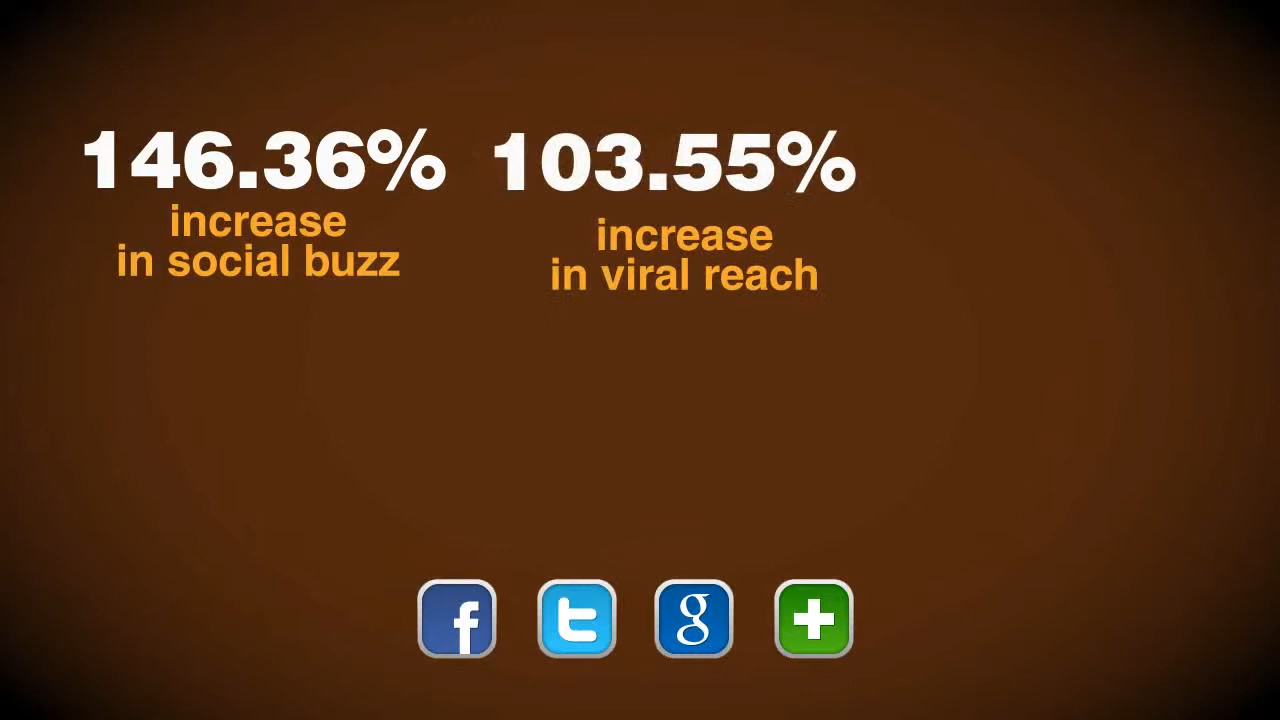 146.36%
increase
in social buzz
103.55%
increase
in viral reach
f
t
g